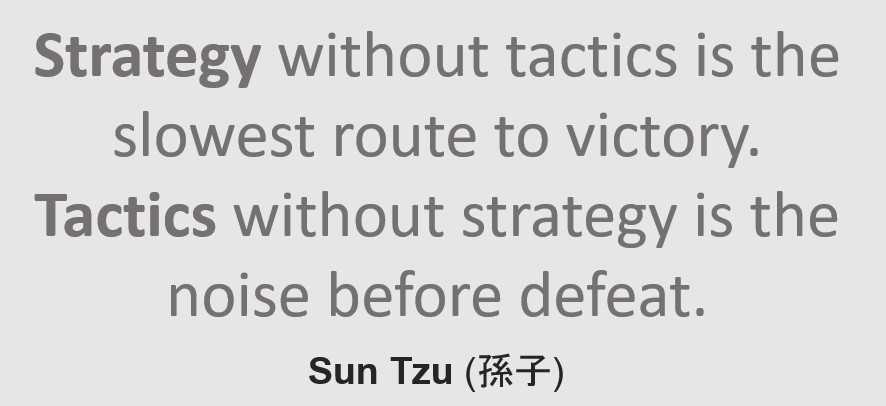 Strategy without tactics is the
slowest route to victory.
Tactics without strategy is the
noise before defeat.
Sun Tzu (孫子)